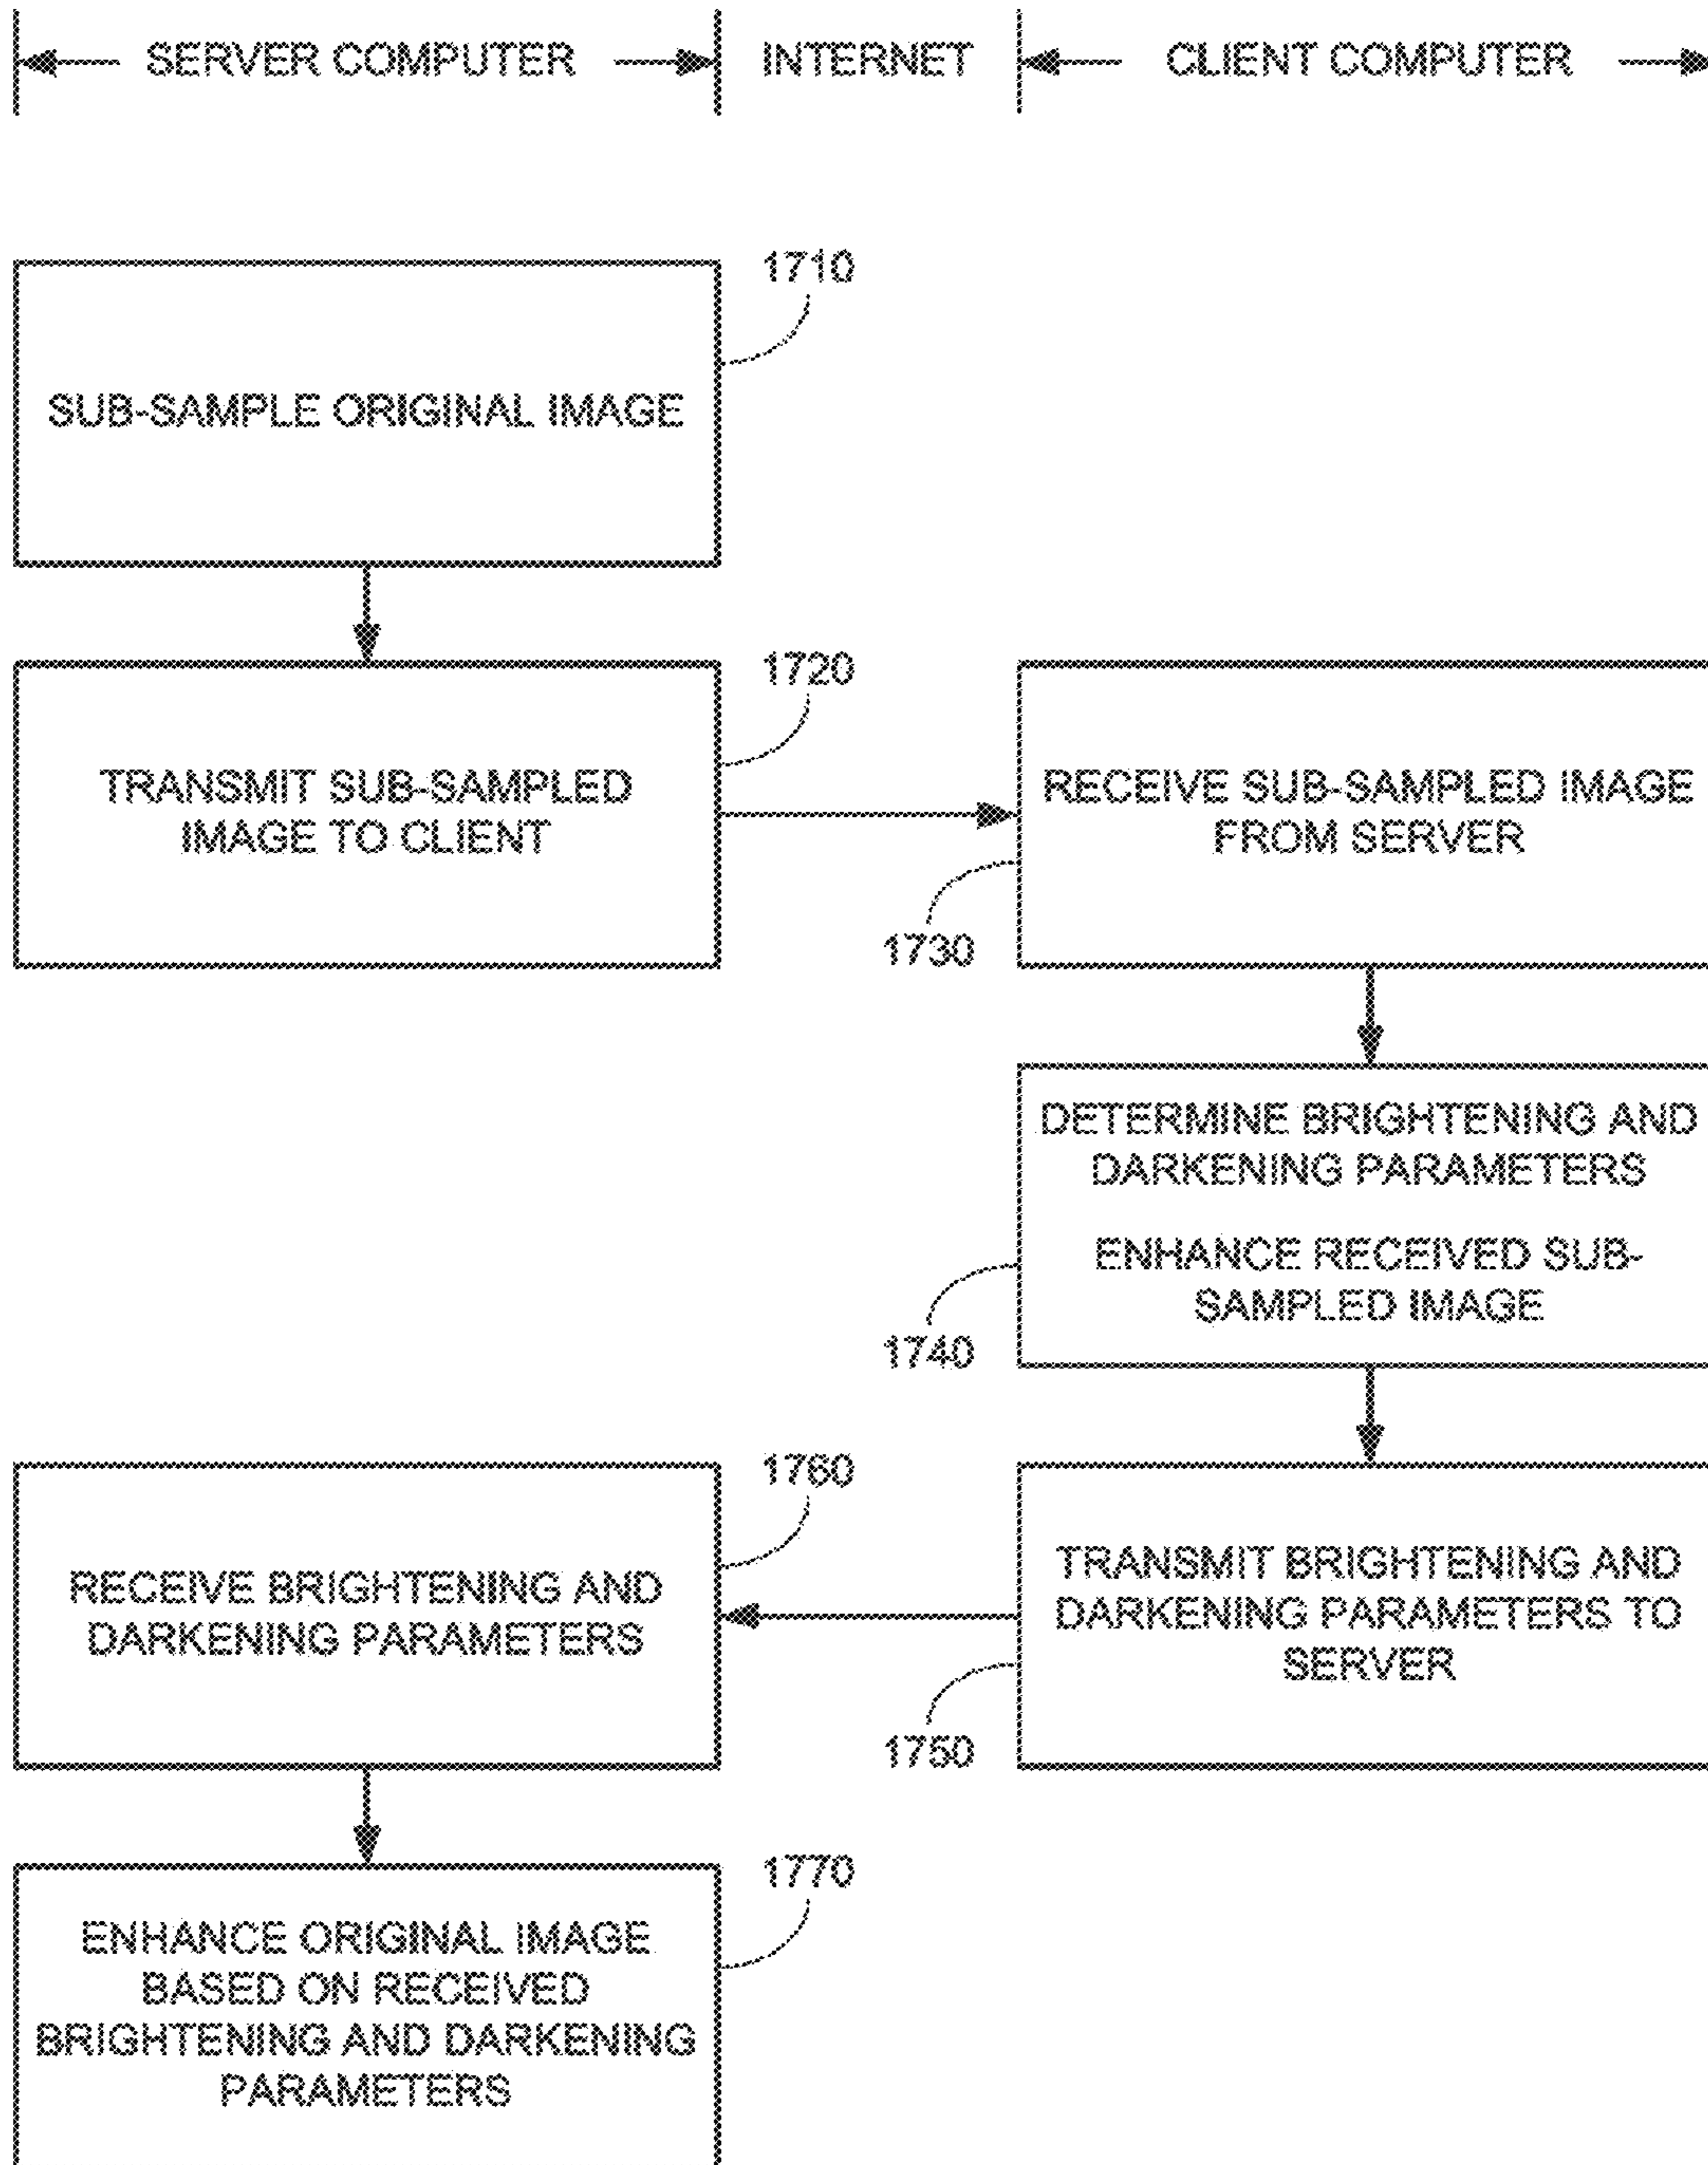 SERVER COMPUTER
INTERNET
CLIENT COMPUTER
1710
SUB-SAMPLE ORIGINAL IMAGE
1720
TRANSMIT SUB-SAMPLED
IMAGE TO CLIENT
RECEIVE SUB-SAMPLED IMAGE
FROM SERVER
1730
DETERMINE BRIGHTENING AND
DARKENING PARAMETERS
ENHANCE RECEIVED SUB-
SAMPLED IMAGE
1740
TRANSMIT BRIGHTENING AND
DARKENING PARAMETERS TO
SERVER
1750
1760
RECEIVE BRIGHTENING AND
DARKENING PARAMETERS
1770
ENHANCE ORIGINAL IMAGE
BASED ON RECEIVED
BRIGHTENING AND DARKENING
PARAMETERS